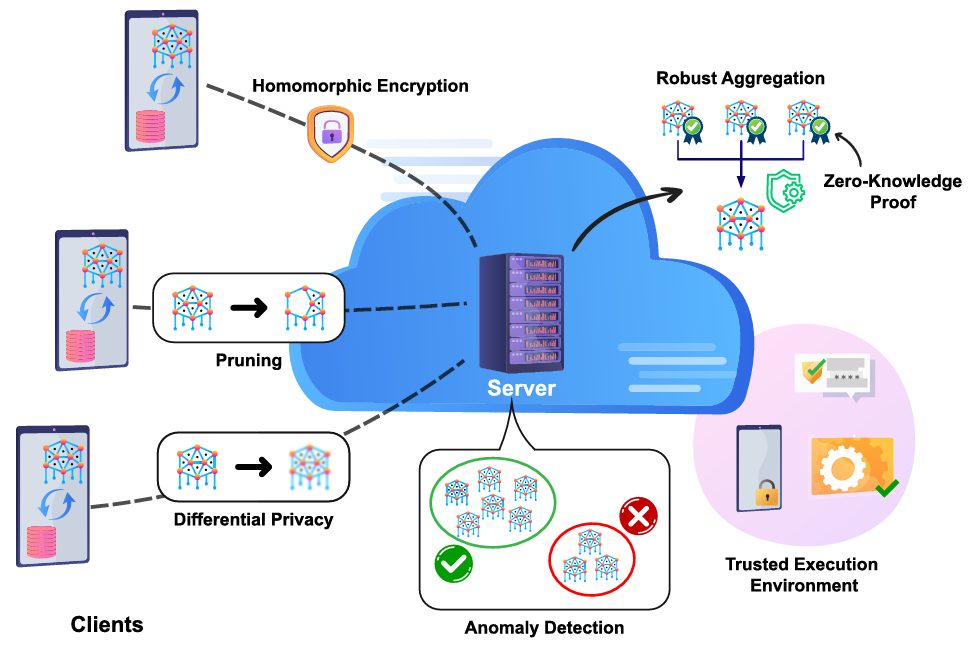 Homomorphic Encryption
Robust Aggregation
Zero-Knowledge
Proof
Pruning
Server
****
Differential Privacy
Trusted Execution
Environment
Clients
Anomaly Detection